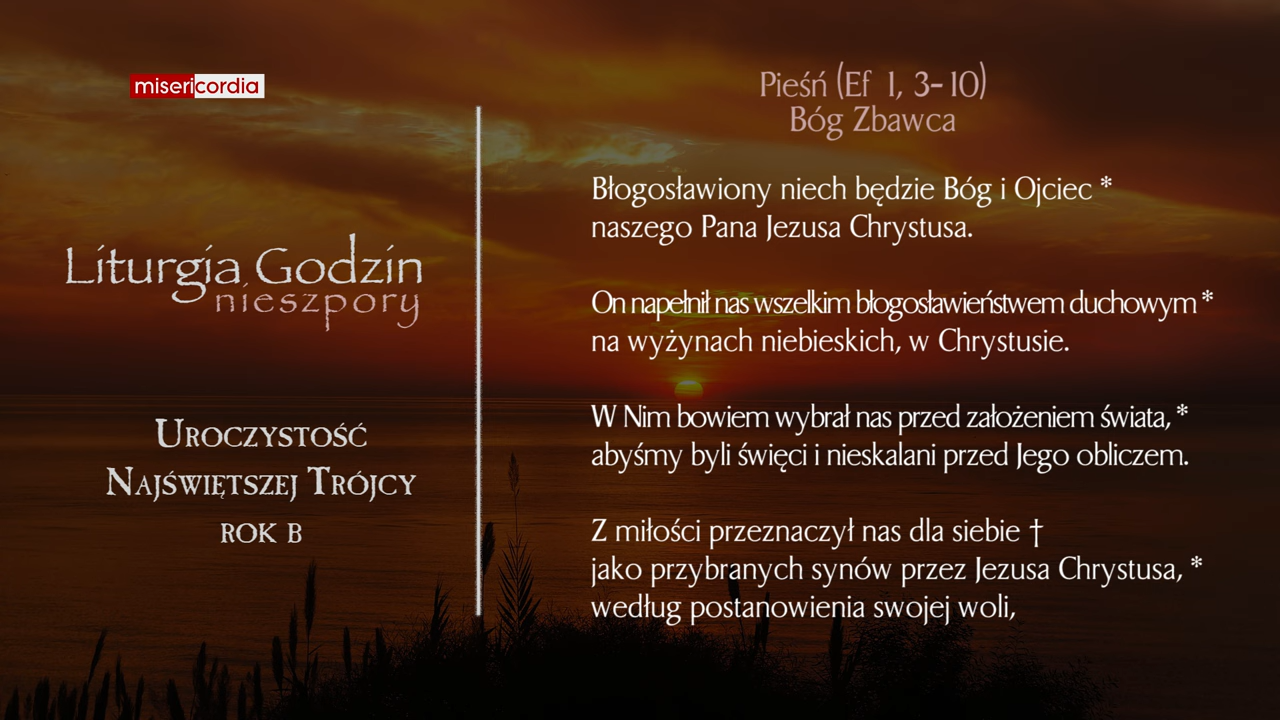 misericordia
Liturgia Godzin
nieszpory
Uroczystość
Najświętszej Trójcy
rok B
Pieśń (Ef 1, 3-10)
Bóg Zbawca
Błogosławiony niech będzie Bóg i Ojciec *
naszego Pana Jezusa Chrystusa.
On napełnił nas wszelkim błogosławieństwem duchowym *
na wyżynach niebieskich, w Chrystusie.
W Nim bowiem wybrał nas przed założeniem świata, *
abyśmy byli święci i nieskalani przed Jego obliczem.
Z miłości przeznaczył nas dla siebie †
jako przybranych synów przez Jezusa Chrystusa, *
według postanowienia swojej woli,